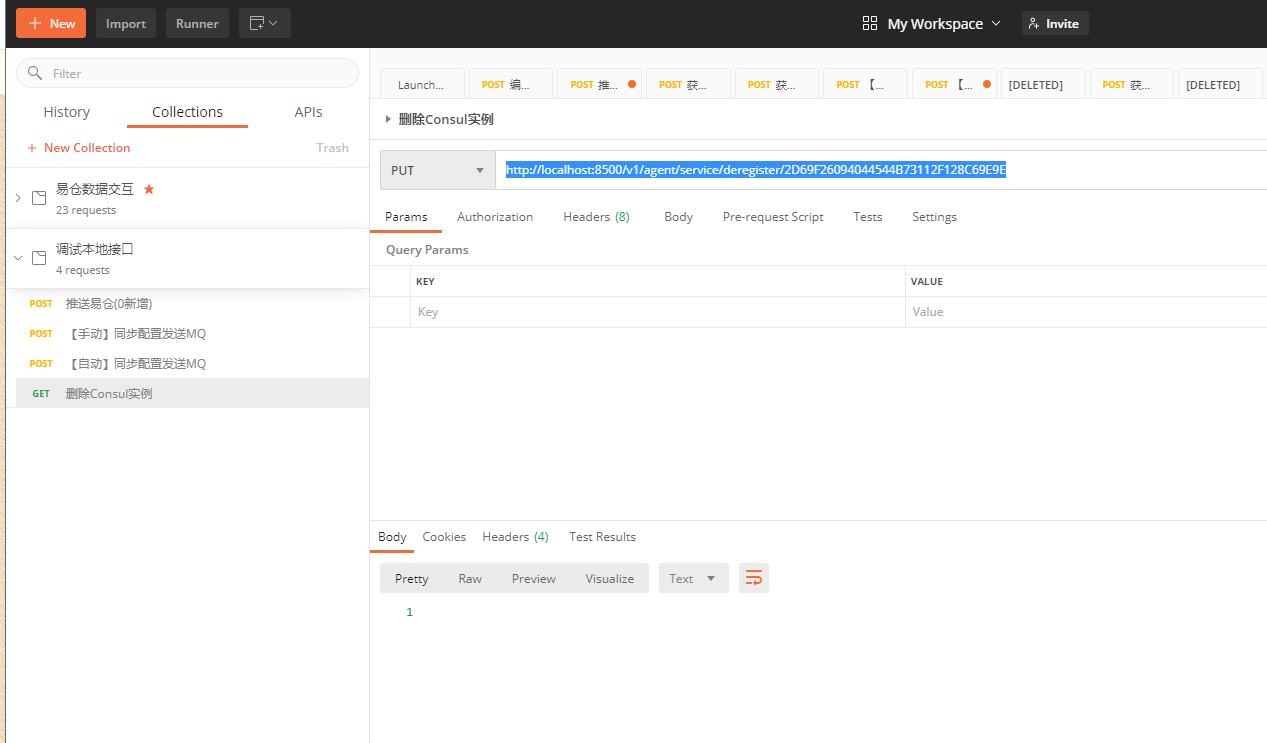 New
Import
Runner
My Workspace
Invite
Filter
History
Collections
APIs
New Collection
Trash
易仓数据交互
23 requests
调试本地接口
4 requests
POST 推送易仓(0新增)
POST 【手动】同步配置发送MQ
POST 【自动】同步配置发送MQ
GET 删除Consul实例
Launch...
POST 编...
POST 推...
POST 获...
POST 获...
POST 【...
POST 【...
[DELETED]
POST 获...
[DELETED]
删除Consul实例
PUT
http://localhost:8500/v1/agent/service/deregister/2D69F26094044544B73112F128C69E9E
Params
Authorization
Headers (8)
Body
Pre-request Script
Tests
Settings
Query Params
KEY
VALUE
Key
Value
Body
Cookies
Headers (4)
Test Results
Pretty
Raw
Preview
Visualize
Text
1